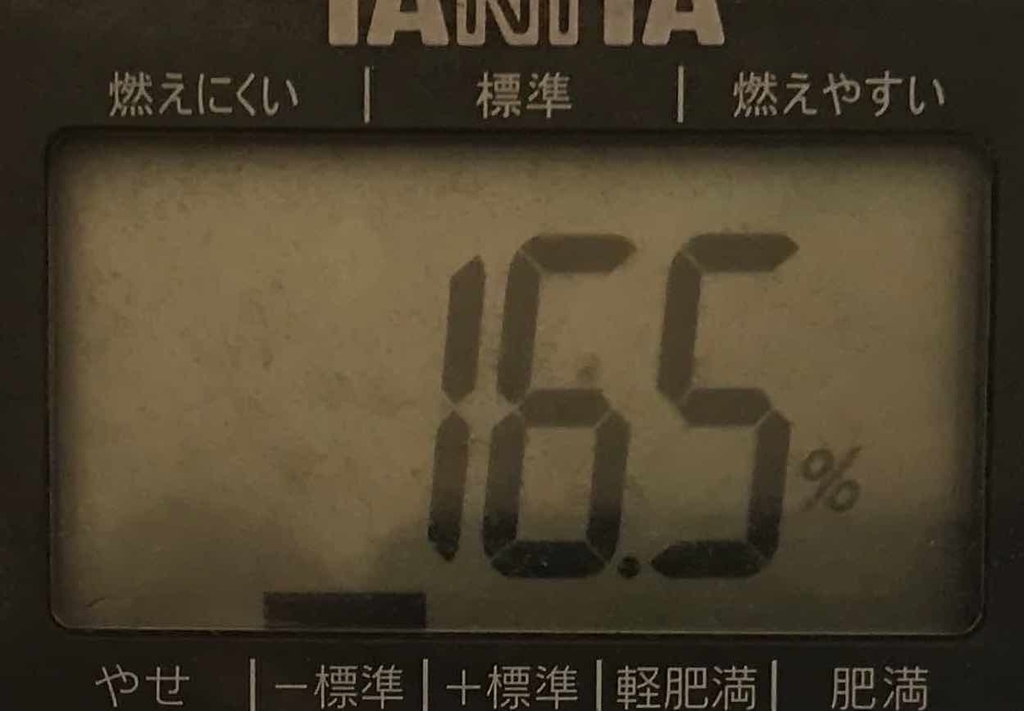 TANITA
燃えにくい | 標準 | 燃えやすい
16.5%
やせ | −標準 | +標準 | 軽肥満 | 肥満